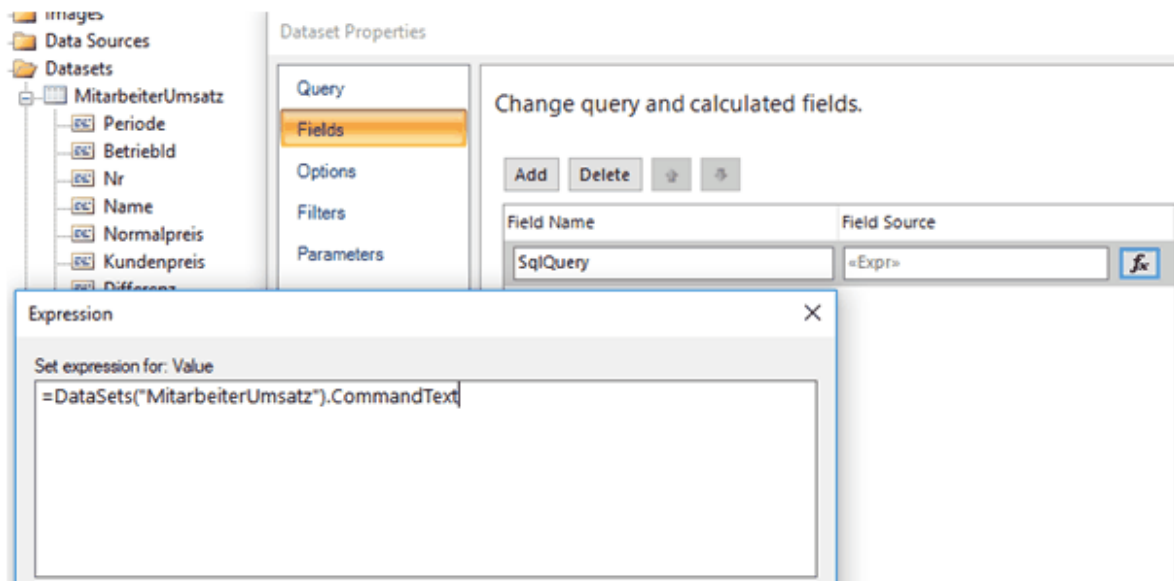 Images
Data Sources
Datasets
MitarbeiterUmsatz
Periode
BetriebId
Nr
Name
Normalpreis
Kundenpreis
Differenz
Dataset Properties
Query
Fields
Options
Filters
Parameters
Change query and calculated fields.
Add Delete
Field Name Field Source
SqlQuery «Expr» fx
Expression
Set expression for: Value
=DataSets("MitarbeiterUmsatz").CommandText